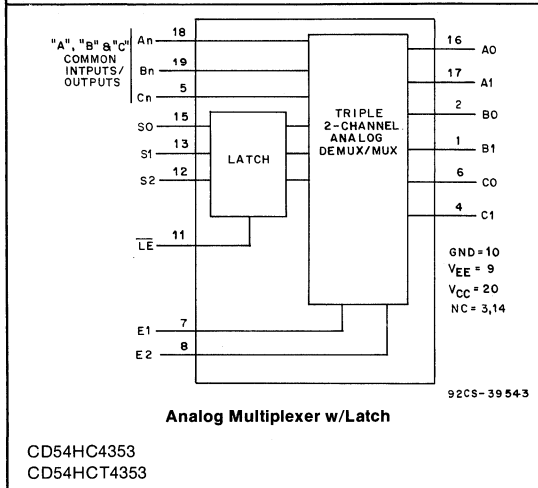 "A", "B" &"C"
COMMON
INTPUTS/
OUTPUTS
An 18
Bn 19
Cn 5
S0 15
S1 13
S2 12
LE 11
E1 7
E2 8
LATCH
TRIPLE
2-CHANNEL
ANALOG
DEMUX/MUX
16 A0
17 A1
2 B0
1 B1
6 C0
4 C1
GND=10
VEE = 9
VCC = 20
NC = 3,14
92CS-39543
Analog Multiplexer w/Latch
CD54HC4353
CD54HCT4353